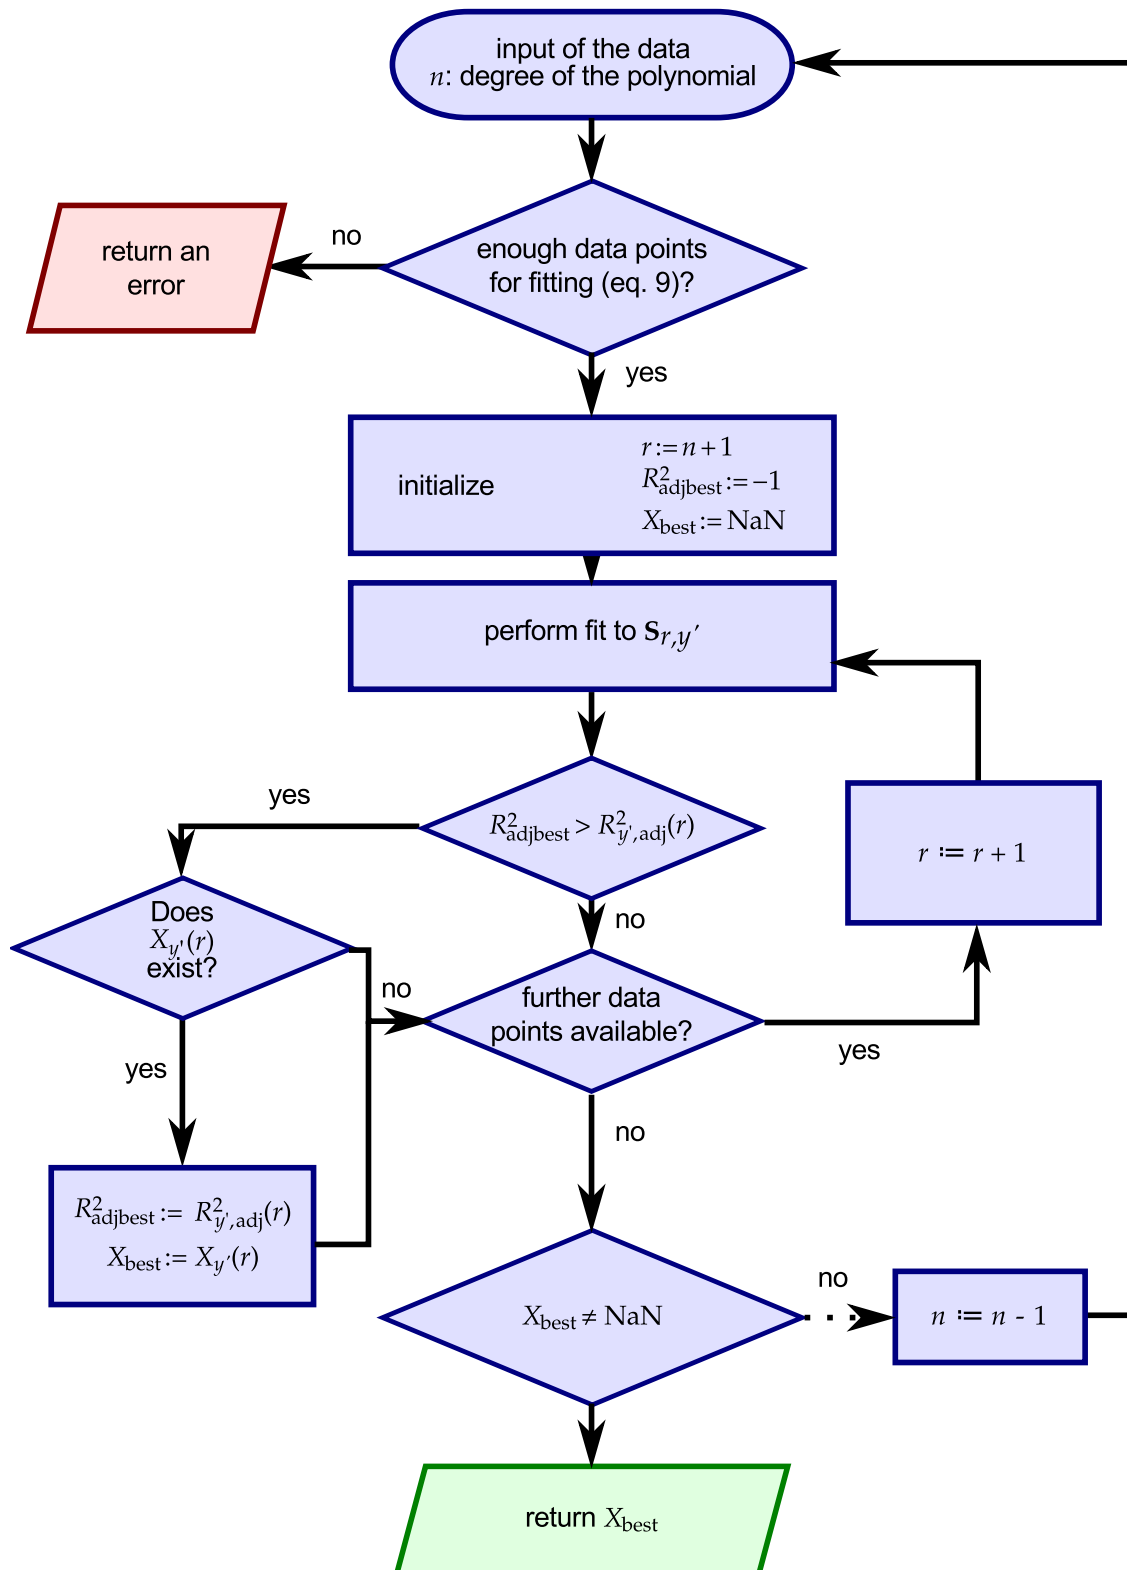 input of the data
n: degree of the polynomial
no
return an
error
enough data points
for fitting (eq. 9)?
yes
initialize
r := n + 1
R²adjbest := −1
Xbest := NaN
perform fit to Sr,y′
yes
R²adjbest > R²y',adj(r)
r ≔ r + 1
no
Does
Xy'(r)
exist?
no
further data
points available?
yes
yes
no
R²adjbest := R²y',adj(r)
Xbest := Xy′(r)
Xbest ≠ NaN
no
n ≔ n - 1
return Xbest